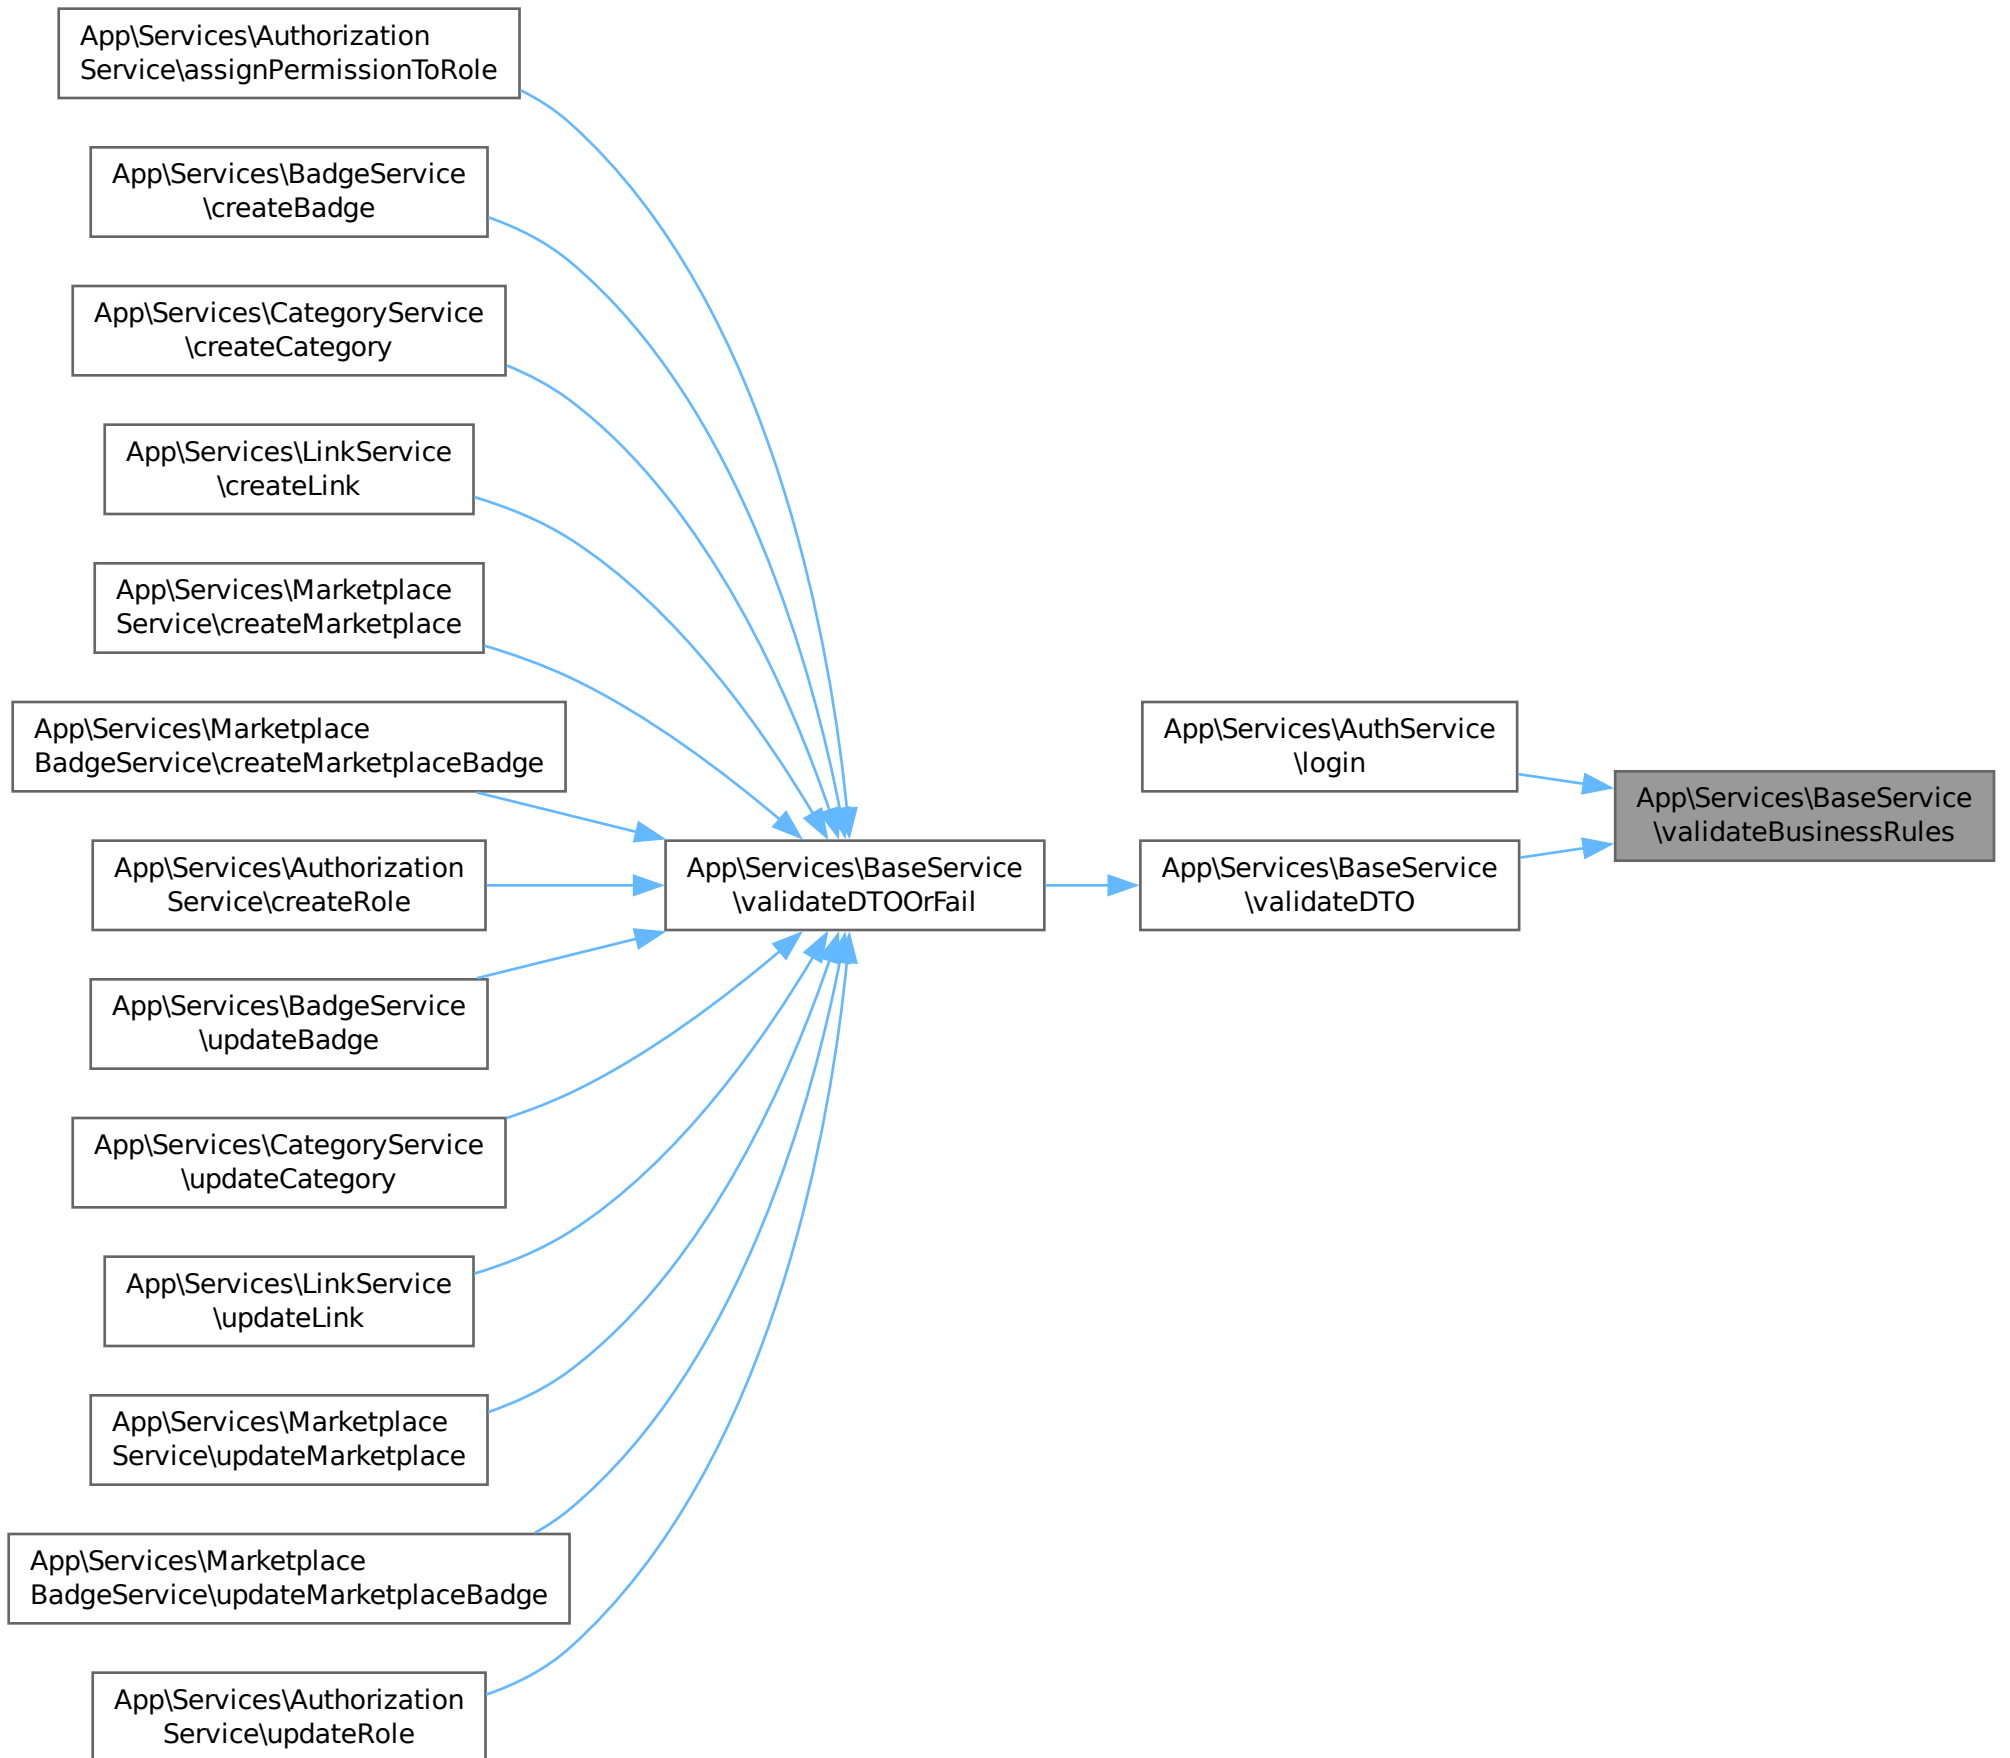 App\Services\Authorization
Service\assignPermissionToRole
App\Services\BadgeService
\createBadge
App\Services\CategoryService
\createCategory
App\Services\LinkService
\createLink
App\Services\Marketplace
Service\createMarketplace
App\Services\Marketplace
BadgeService\createMarketplaceBadge
App\Services\Authorization
Service\createRole
App\Services\BadgeService
\updateBadge
App\Services\CategoryService
\updateCategory
App\Services\LinkService
\updateLink
App\Services\Marketplace
Service\updateMarketplace
App\Services\Marketplace
BadgeService\updateMarketplaceBadge
App\Services\Authorization
Service\updateRole
App\Services\BaseService
\validateDTOOrFail
App\Services\AuthService
\login
App\Services\BaseService
\validateDTO
App\Services\BaseService
\validateBusinessRules